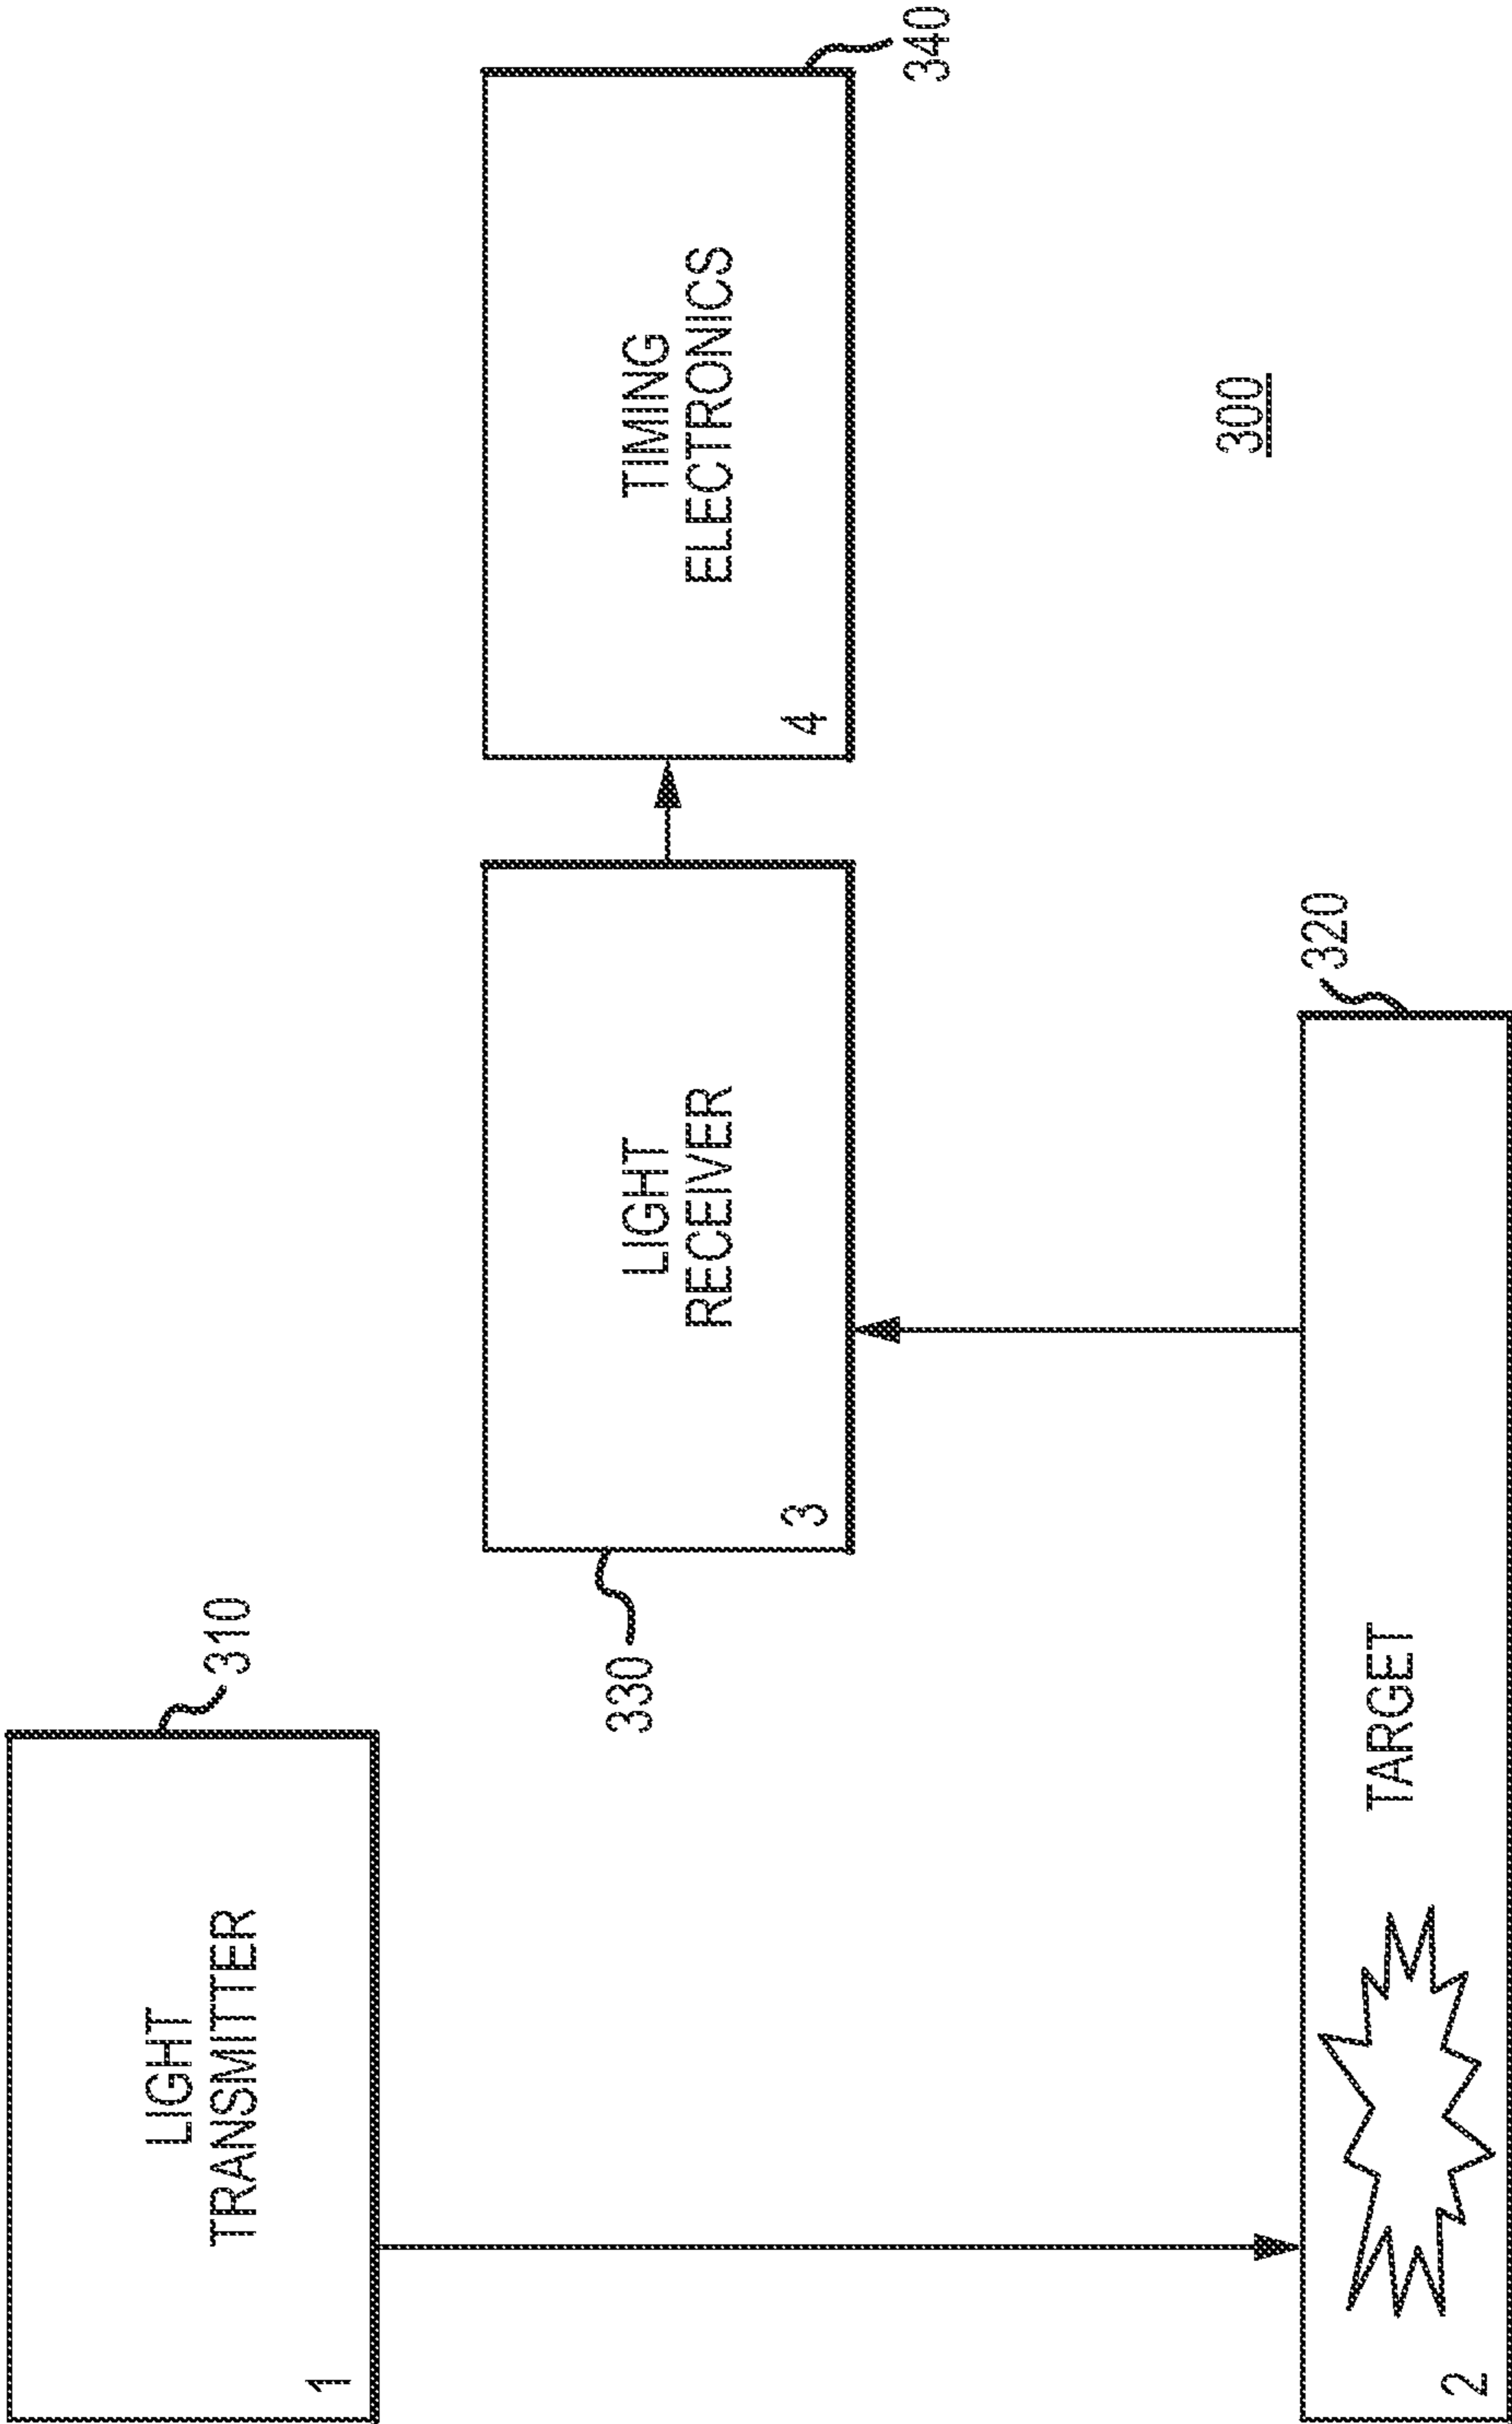 LIGHT
TRANSMITTER
1
310
LIGHT
RECEIVER
3
330
TIMING
ELECTRONICS
4
340
TARGET
2
320
300